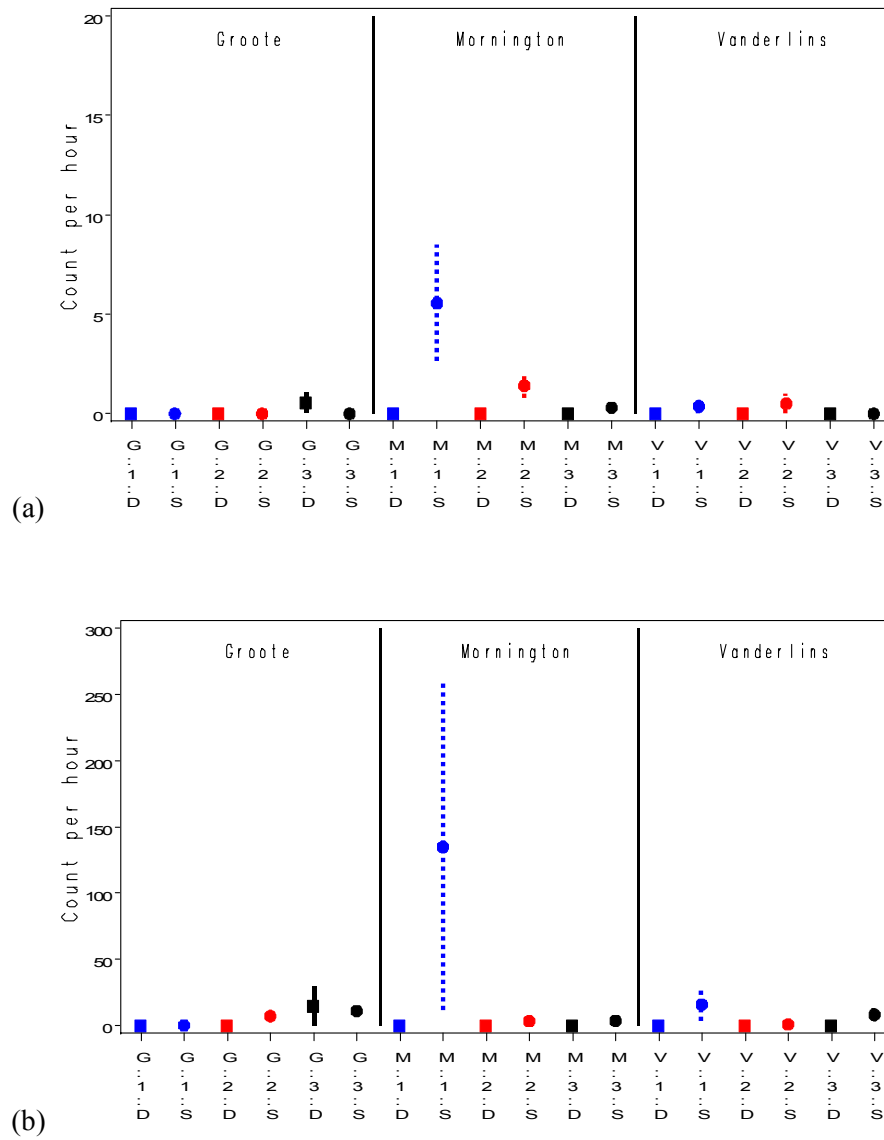 20
Groote Mornington Vanderlins
15
10
5
0
Count per hour
G..1..D G..1..S G..2..D G..2..S G..3..D G..3..S M..1..D M..1..S M..2..D M..2..S M..3..D M..3..S V..1..D V..1..S V..2..D V..2..S V..3..D V..3..S
(a)
300
Groote Mornington Vanderlins
250
200
150
100
50
0
Count per hour
G..1..D G..1..S G..2..D G..2..S G..3..D G..3..S M..1..D M..1..S M..2..D M..2..S M..3..D M..3..S V..1..D V..1..S V..2..D V..2..S V..3..D V..3..S
(b)